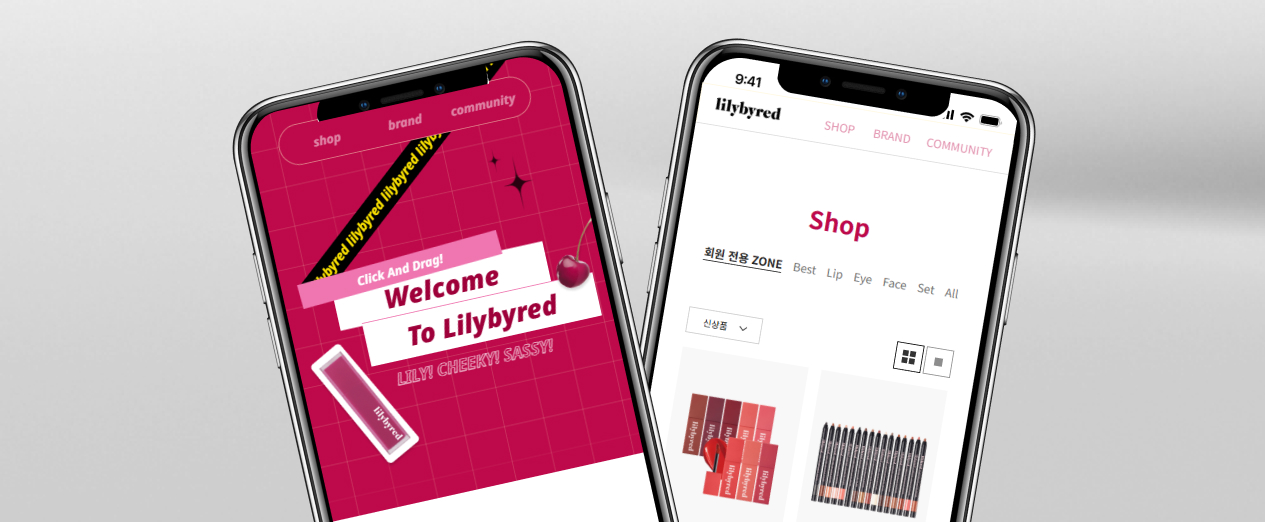 shop brand community
lilybyred lilybyred lilybyred
Click And Drag!
Welcome
To Lilybyred
LILY! CHEEKY! SASSY!
lilybyred
9:41
lilybyred
SHOP BRAND COMMUNITY
Shop
회원 전용 ZONE Best Lip Eye Face Set All
신상품
lilybyred lilybyred
lilybyred lilybyred lilybyred